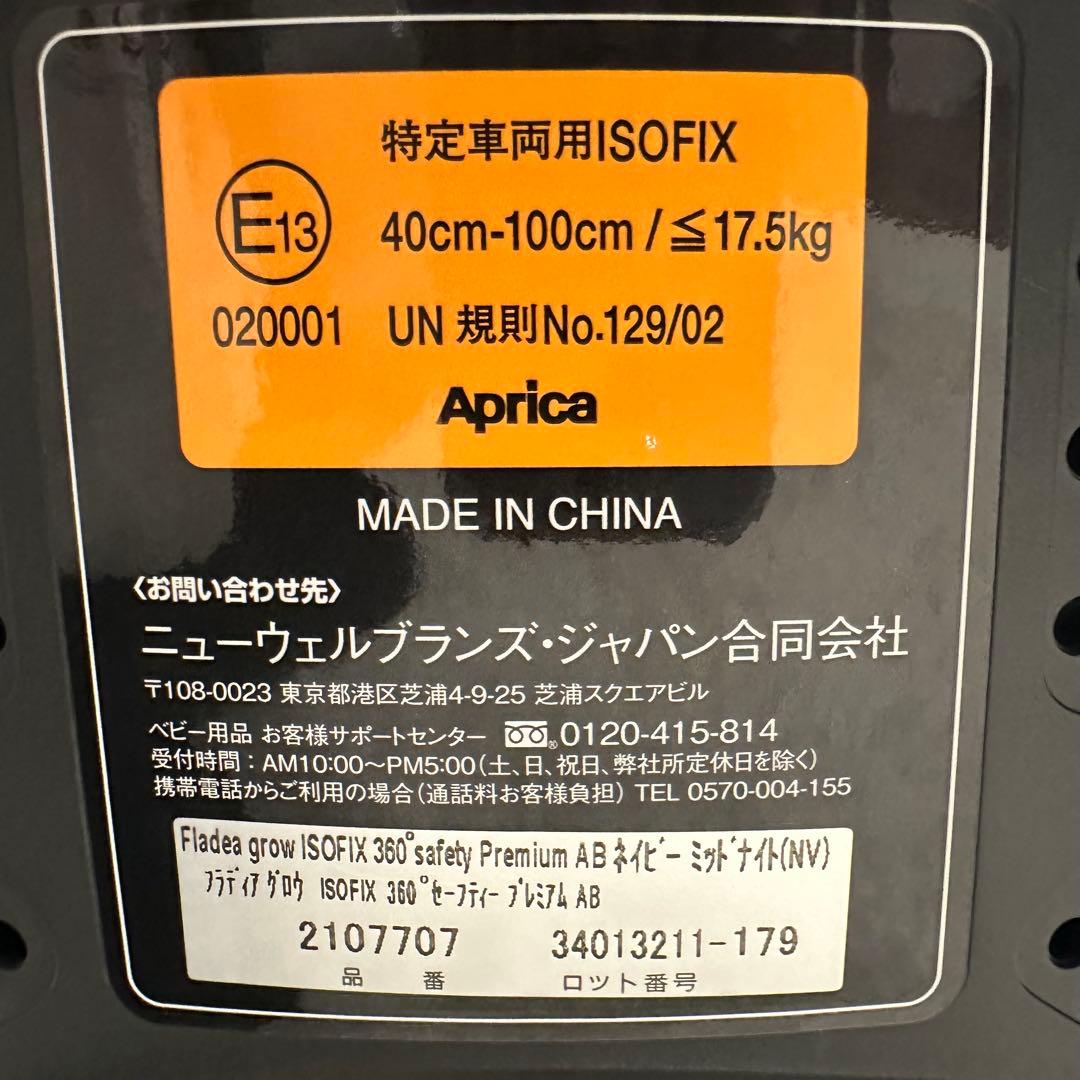 特定車両用ISOFIX
E13
40cm-100cm/≦17.5kg
020001 UN 規則No.129/02
Aprica
MADE IN CHINA
〈お問い合わせ先〉
ニューウェルブランズ・ジャパン合同会社
〒108-0023 東京都港区芝浦4-9-25 芝浦スクエアビル
ベビー用品 お客様サポートセンター 0120-415-814
受付時間：AM10:00〜PM5:00（土、日、祝日、弊社所定休日を除く）
携帯電話からご利用の場合（通話料お客様負担）TEL 0570-004-155
Fladea grow ISOFIX 360°safety Premium AB ﾈｲﾋﾞｰ ﾐｯﾄﾞﾅｲﾄ(NV)
ﾌﾗﾃﾞｨｱ ｸﾞﾛｳ ISOFIX 360°ｾｰﾌﾃｨｰ ﾌﾟﾚﾐｱﾑ AB
2107707 34013211-179
品 番 ロット番号